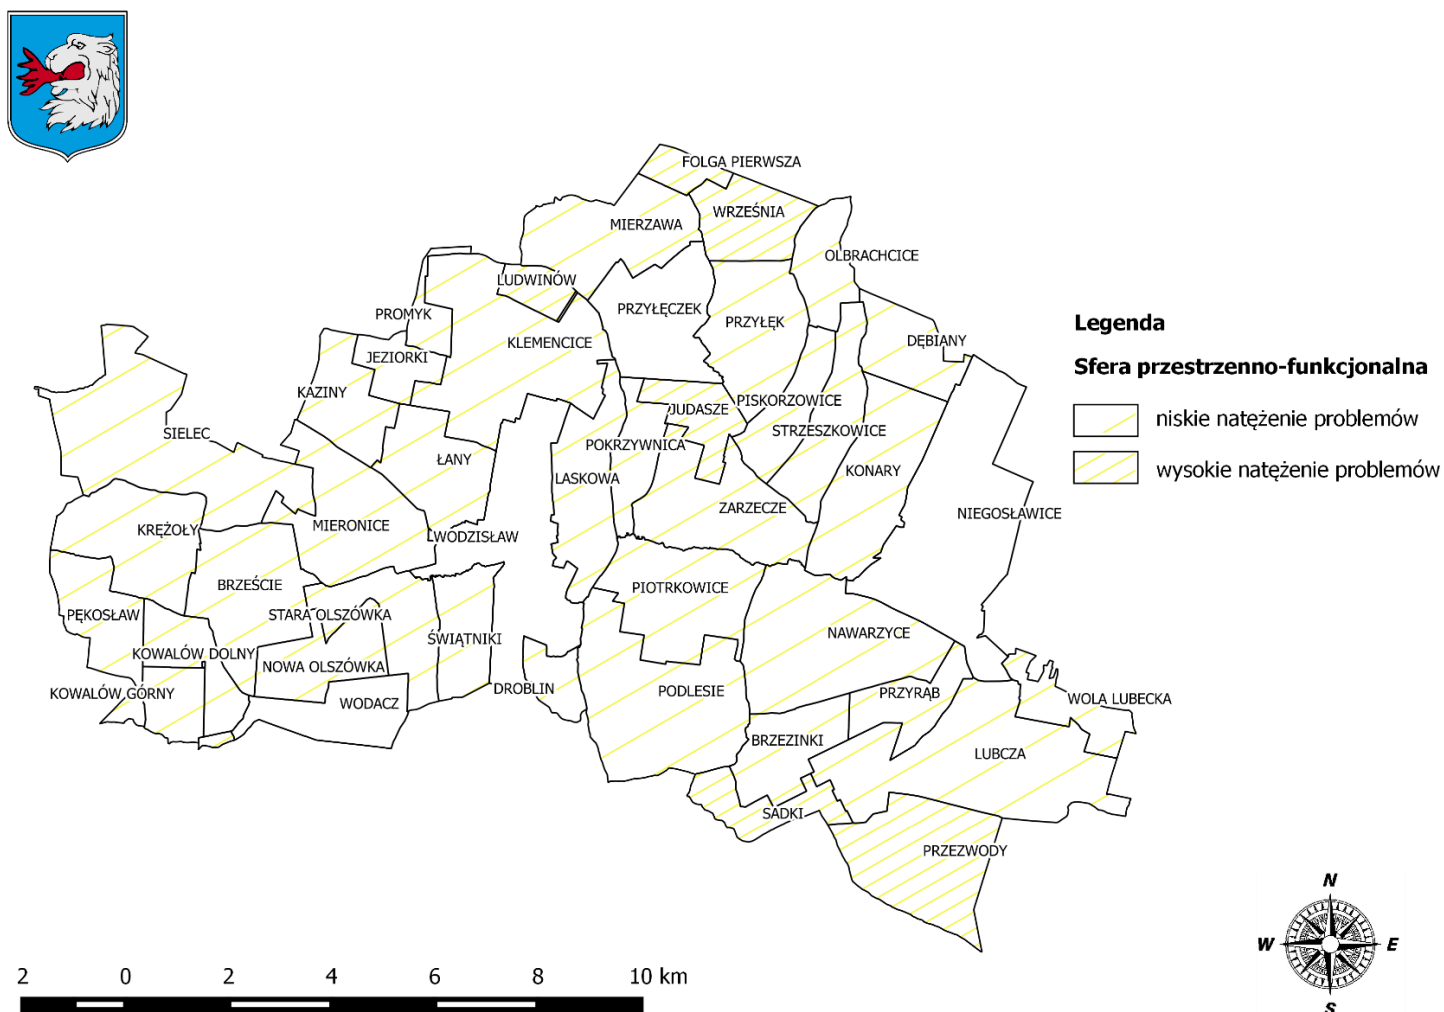 FOLGA PIERWSZA
WRZEŚNIA
MIERZAWA
OLBRACHCICE
LUDWINÓW
PRZYŁĘCZEK
PROMYK
PRZYŁĘK
Legenda
KLEMENCICE
DĘBIANY
JEZIORKI
Sfera przestrzenno-funkcjonalna
KAZINY
PISKORZOWICE
JUDASZE
niskie natężenie problemów
SIELEC
STRZESZKOWICE
POKRZYWNICA
ŁANY
KONARY
wysokie natężenie problemów
LASKOWA
ZARZECZE
NIEGOSŁAWICE
MIERONICE
KRĘŻOŁY
WODZISŁAW
BRZEŚCIE
PIOTRKOWICE
PĘKOSŁAW
STARA OLSZÓWKA
NAWARZYCE
ŚWIĄTNIKI
KOWALÓW DOLNY
NOWA OLSZÓWKA
DROBLIN
PODLESIE
KOWALÓW GÓRNY
PRZYRĄB
WOLA LUBECKA
WODACZ
BRZEZINKI
LUBCZA
SADKI
PRZEZWODY
N
W
E
S
2 0 2 4 6 8 10 km